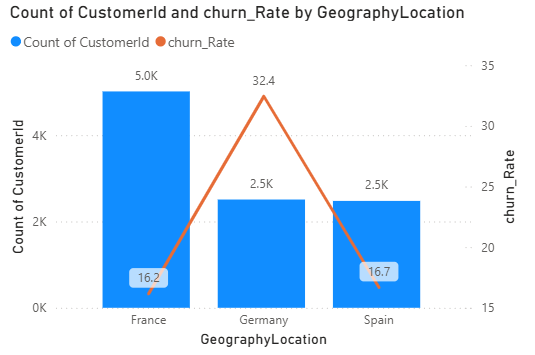 Count of CustomerId and churn_Rate by GeographyLocation
Count of CustomerId churn_Rate
5.0K
32.4
2.5K
2.5K
16.2
16.7
4K
2K
0K
35
30
25
20
15
Count of CustomerId
churn_Rate
France Germany Spain
GeographyLocation